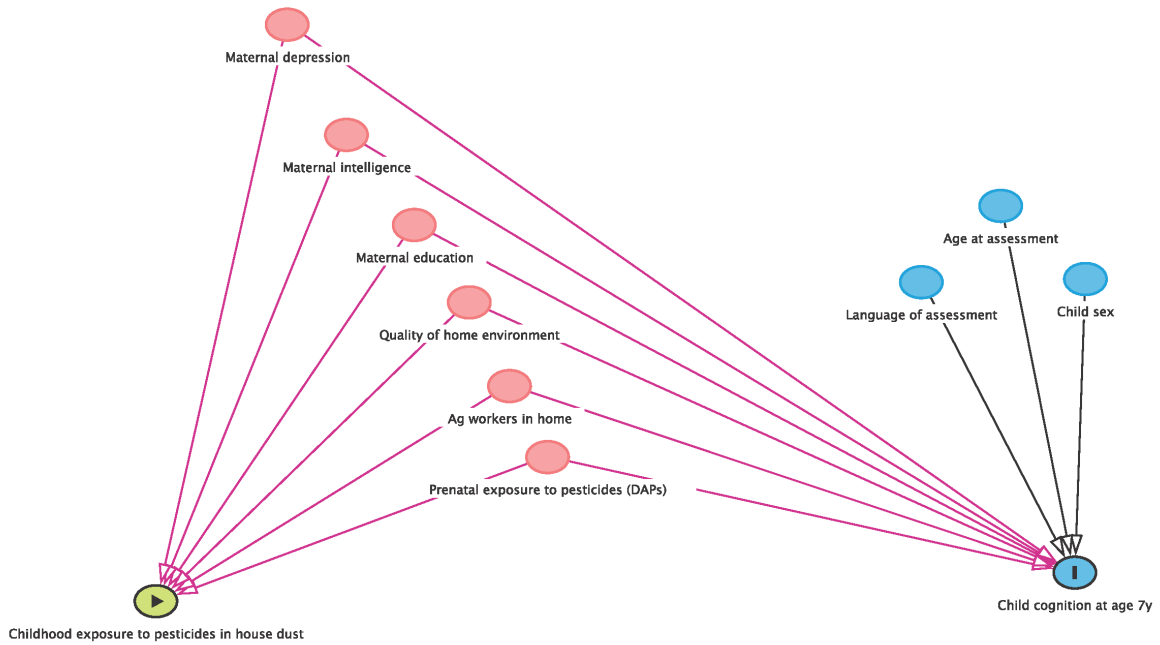 Maternal depression
Maternal intelligence
Age at assessment
Maternal education
Child sex
Language of assessment
Quality of home environment
Ag workers in home
Prenatal exposure to pesticides (DAPs)
Child cognition at age 7y
Childhood exposure to pesticides in house dust